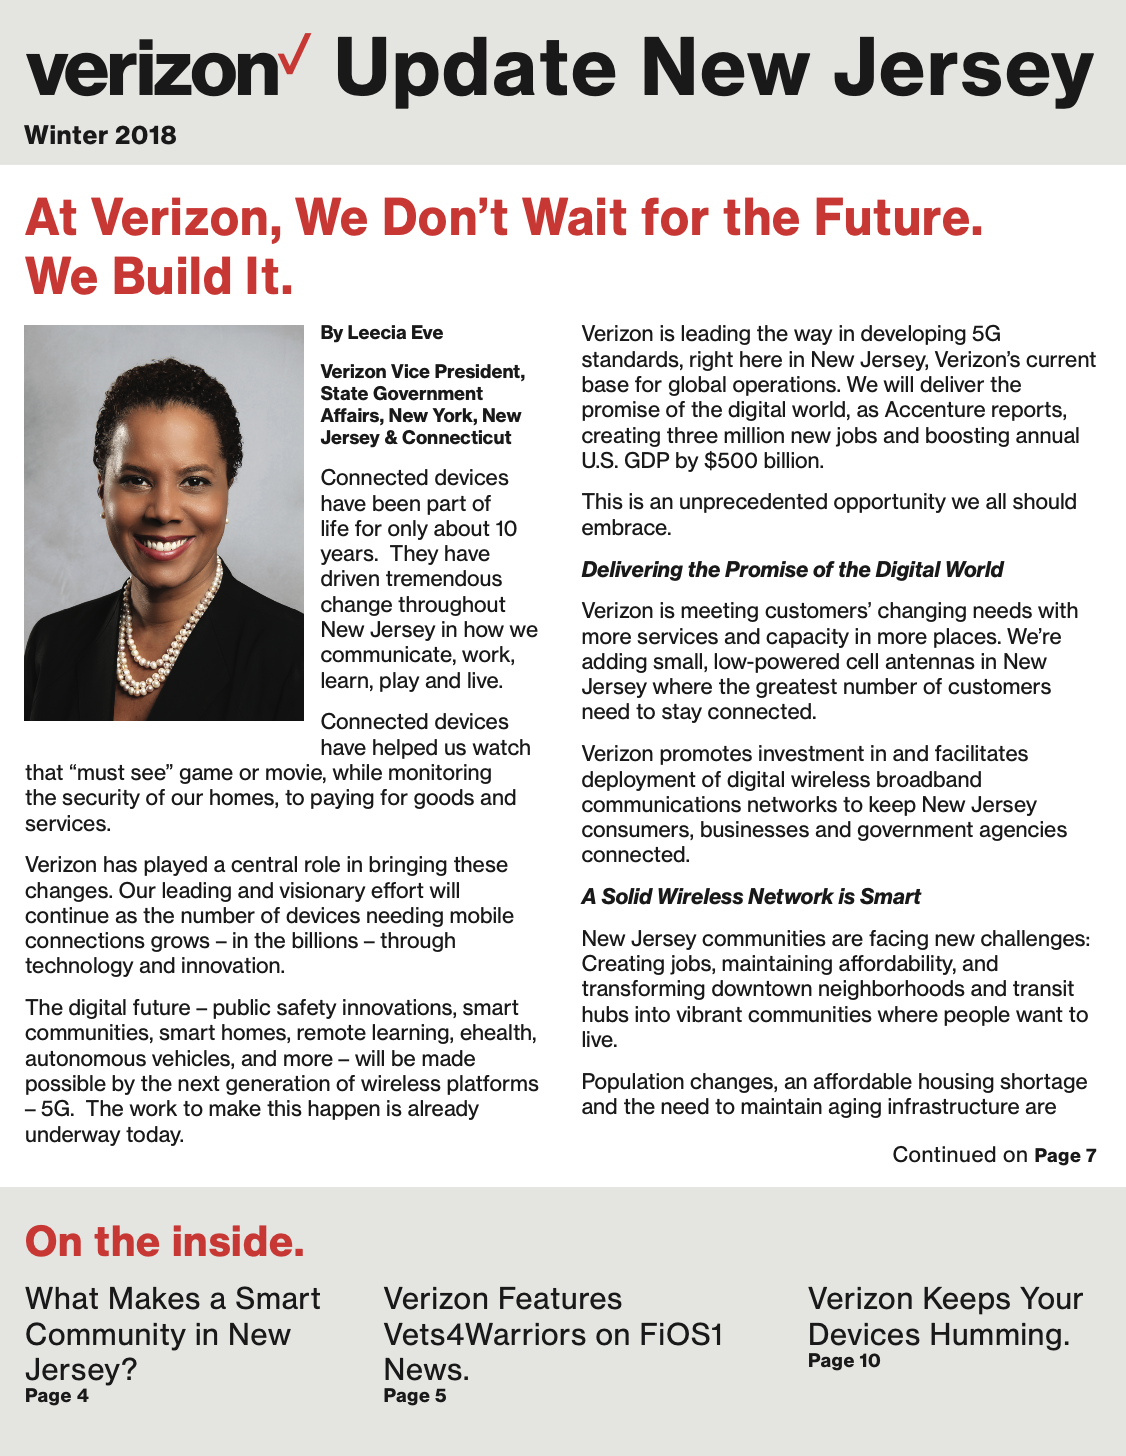 verizon✓ Update New Jersey
Winter 2018
At Verizon, We Don’t Wait for the Future.
We Build It.
By Leecia Eve
Verizon Vice President,
State Government
Affairs, New York, New
Jersey & Connecticut
Connected devices
have been part of
life for only about 10
years.  They have
driven tremendous
change throughout
New Jersey in how we
communicate, work,
learn, play and live.
Connected devices
have helped us watch
that “must see” game or movie, while monitoring
the security of our homes, to paying for goods and
services.
Verizon has played a central role in bringing these
changes. Our leading and visionary effort will
continue as the number of devices needing mobile
connections grows – in the billions – through
technology and innovation.
The digital future – public safety innovations, smart
communities, smart homes, remote learning, ehealth,
autonomous vehicles, and more – will be made
possible by the next generation of wireless platforms
– 5G.  The work to make this happen is already
underway today.
Verizon is leading the way in developing 5G
standards, right here in New Jersey, Verizon’s current
base for global operations. We will deliver the
promise of the digital world, as Accenture reports,
creating three million new jobs and boosting annual
U.S. GDP by $500 billion.
This is an unprecedented opportunity we all should
embrace.
Delivering the Promise of the Digital World
Verizon is meeting customers’ changing needs with
more services and capacity in more places. We’re
adding small, low-powered cell antennas in New
Jersey where the greatest number of customers
need to stay connected.
Verizon promotes investment in and facilitates
deployment of digital wireless broadband
communications networks to keep New Jersey
consumers, businesses and government agencies
connected.
A Solid Wireless Network is Smart
New Jersey communities are facing new challenges:
Creating jobs, maintaining affordability, and
transforming downtown neighborhoods and transit
hubs into vibrant communities where people want to
live.
Population changes, an affordable housing shortage
and the need to maintain aging infrastructure are
Continued on Page 7
On the inside.
What Makes a Smart
Community in New
Jersey?
Page 4
Verizon Features
Vets4Warriors on FiOS1
News.
Page 5
Verizon Keeps Your
Devices Humming.
Page 10